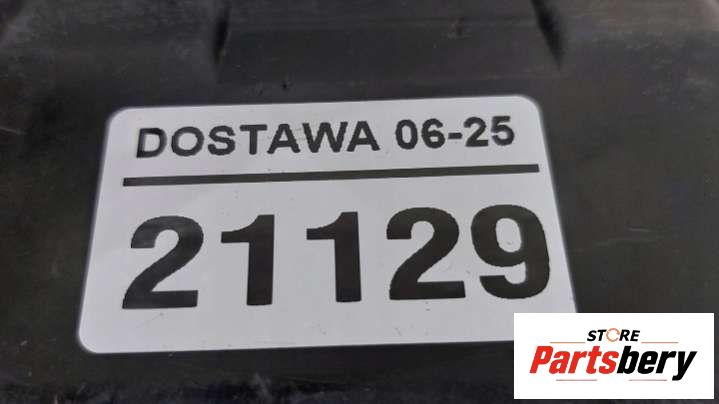 DOSTAWA 06-25
21129
STORE
Partsbery